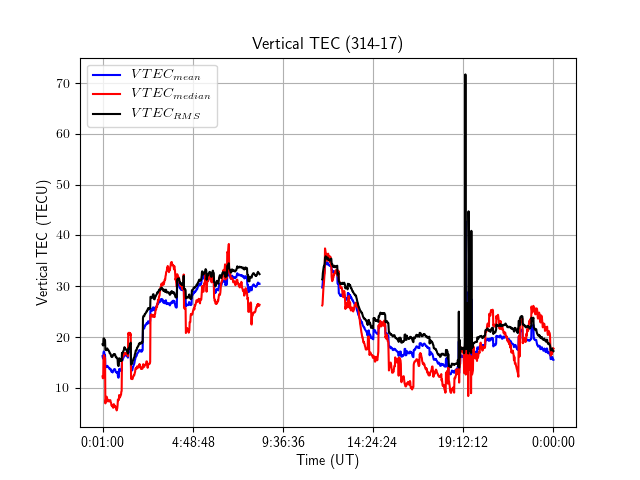 Vertical TEC (314-17)
VTEC_mean
VTEC_median
VTEC_RMS
Vertical TEC (TECU)
70
60
50
40
30
20
10
0:01:00 4:48:48 9:36:36 14:24:24 19:12:12 0:00:00
Time (UT)